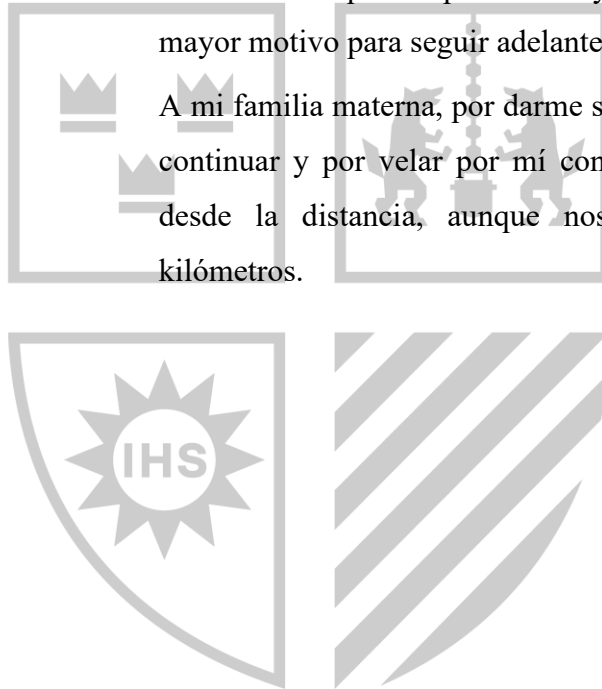 mayor motivo para seguir adelante
A mi familia materna, por darme s
continuar y por velar por mí con
desde la distancia, aunque nos
kilómetros.
IHS